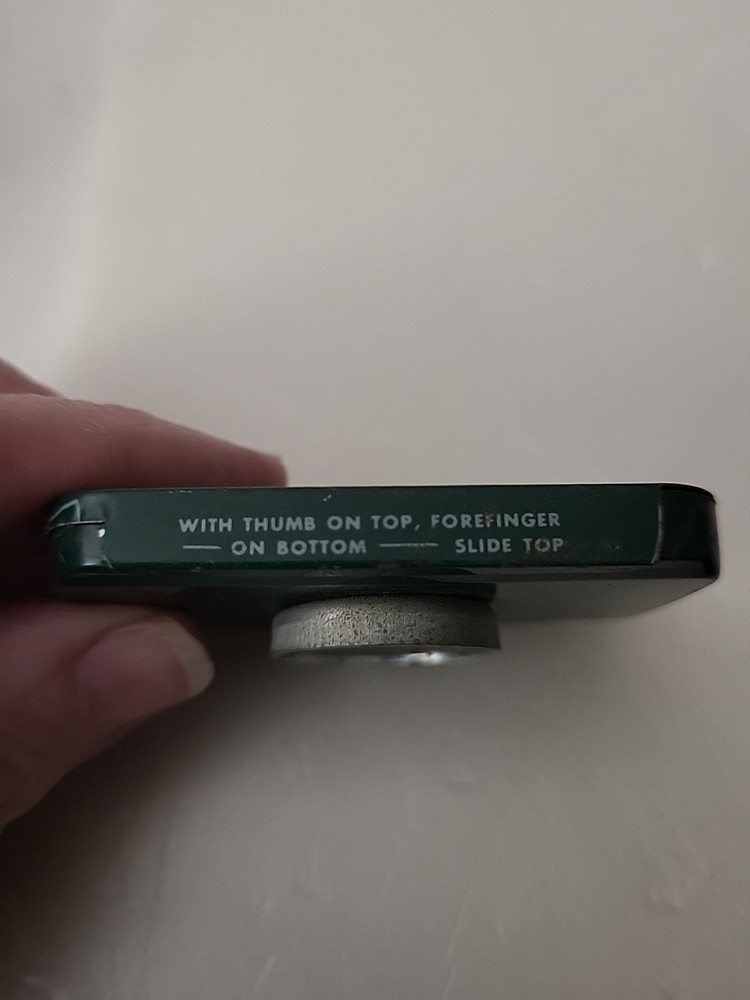 WITH THUMB ON TOP, FOREFINGER
— ON BOTTOM — SLIDE TOP